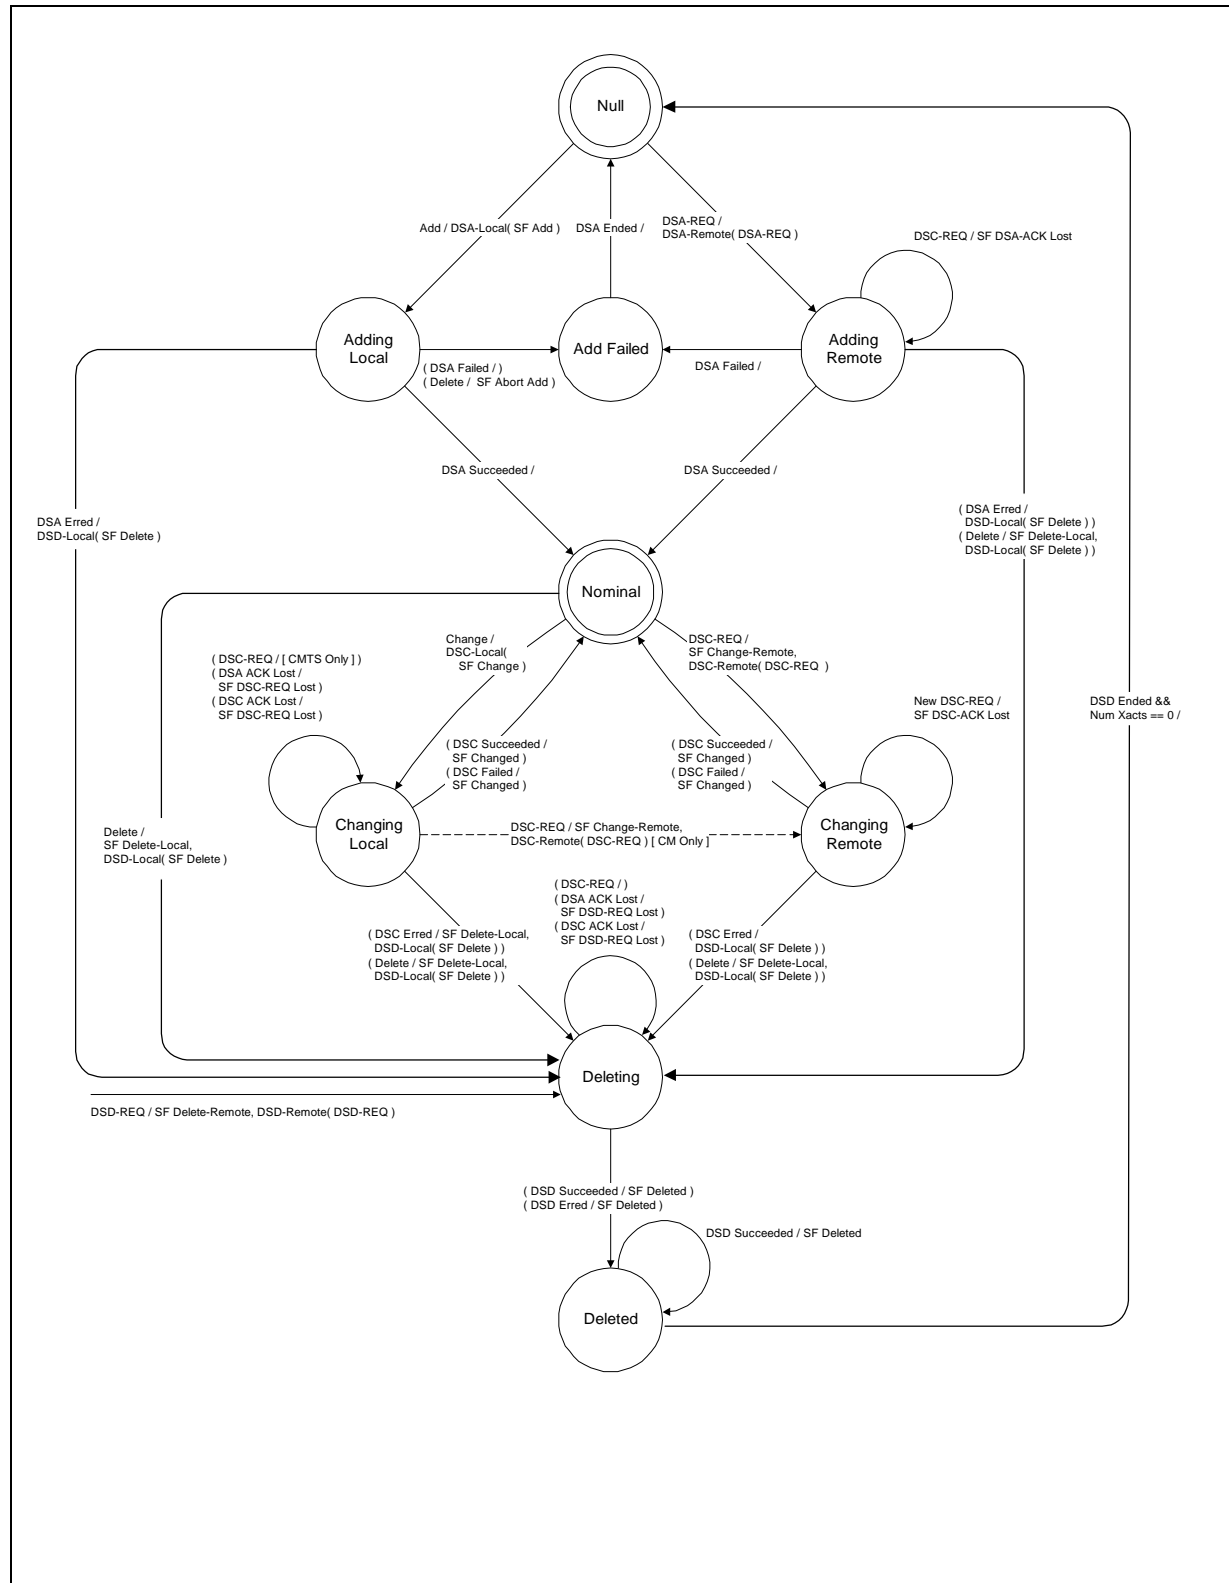 Null
Add / DSA-Local( SF Add )
DSA Ended /
DSA-REQ /
DSA-Remote( DSA-REQ )
DSC-REQ / SF DSA-ACK Lost
Adding
Local
Add Failed
Adding
Remote
( DSA Failed / )
( Delete / SF Abort Add )
DSA Failed /
DSA Succeeded /
DSA Succeeded /
DSA Erred /
DSD-Local( SF Delete )
( DSA Erred /
DSD-Local( SF Delete ) )
( Delete / SF Delete-Local,
DSD-Local( SF Delete ) )
Nominal
Change /
DSC-Local(
SF Change )
DSC-REQ /
SF Change-Remote,
DSC-Remote( DSC-REQ )
( DSC-REQ / [ CMTS Only ] )
( DSA ACK Lost /
SF DSC-REQ Lost )
( DSC ACK Lost /
SF DSC-REQ Lost )
New DSC-REQ /
SF DSC-ACK Lost
DSD Ended &&
Num Xacts == 0 /
( DSC Succeeded /
SF Changed )
( DSC Failed /
SF Changed )
( DSC Succeeded /
SF Changed )
( DSC Failed /
SF Changed )
Delete /
SF Delete-Local,
DSD-Local( SF Delete )
Changing
Local
DSC-REQ / SF Change-Remote,
DSC-Remote( DSC-REQ ) [ CM Only ]
Changing
Remote
( DSC-REQ / )
( DSA ACK Lost /
SF DSD-REQ Lost )
( DSC ACK Lost /
SF DSD-REQ Lost )
( DSC Erred / SF Delete-Local,
DSD-Local( SF Delete ) )
( Delete / SF Delete-Local,
DSD-Local( SF Delete ) )
( DSC Erred /
DSD-Local( SF Delete ) )
( Delete / SF Delete-Local,
DSD-Local( SF Delete ) )
Deleting
DSD-REQ / SF Delete-Remote, DSD-Remote( DSD-REQ )
( DSD Succeeded / SF Deleted )
( DSD Erred / SF Deleted )
DSD Succeeded / SF Deleted
Deleted